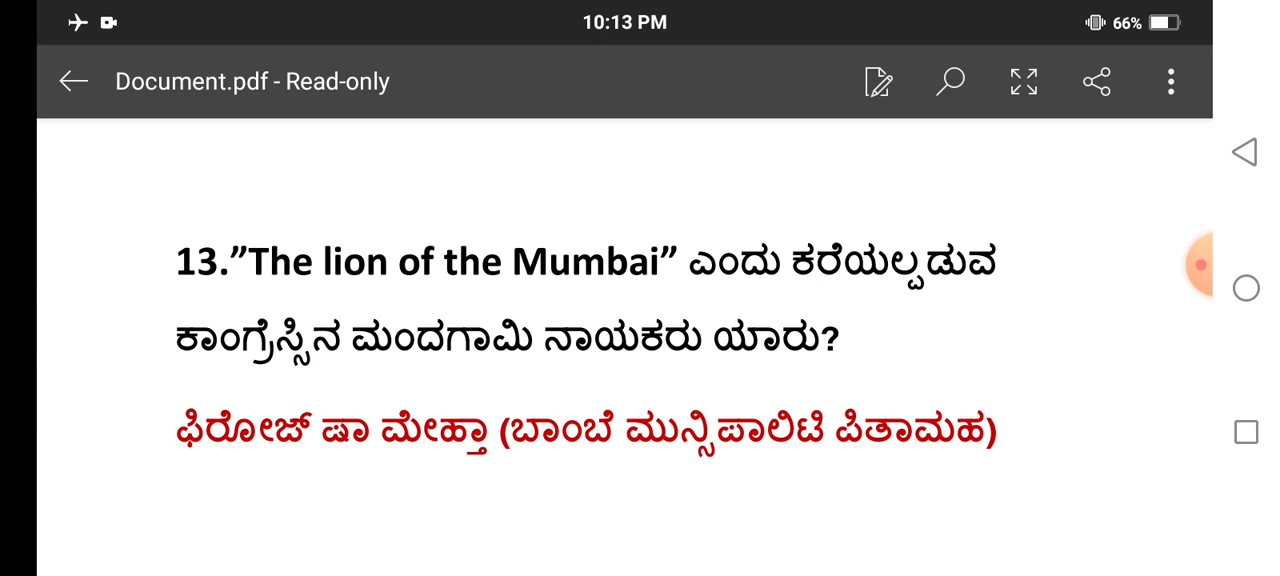 10:13 PM
66%
Document.pdf - Read-only
13.”The lion of the Mumbai” ಎಂದು ಕರೆಯಲ್ಪಡುವ
ಕಾಂಗ್ರೆಸ್ಸಿನ ಮಂದಗಾಮಿ ನಾಯಕರು ಯಾರು?
ಫಿರೋಜ್ ಷಾ ಮೇಹ್ತಾ (ಬಾಂಬೆ ಮುನ್ಸಿಪಾಲಿಟಿ ಪಿತಾಮಹ)